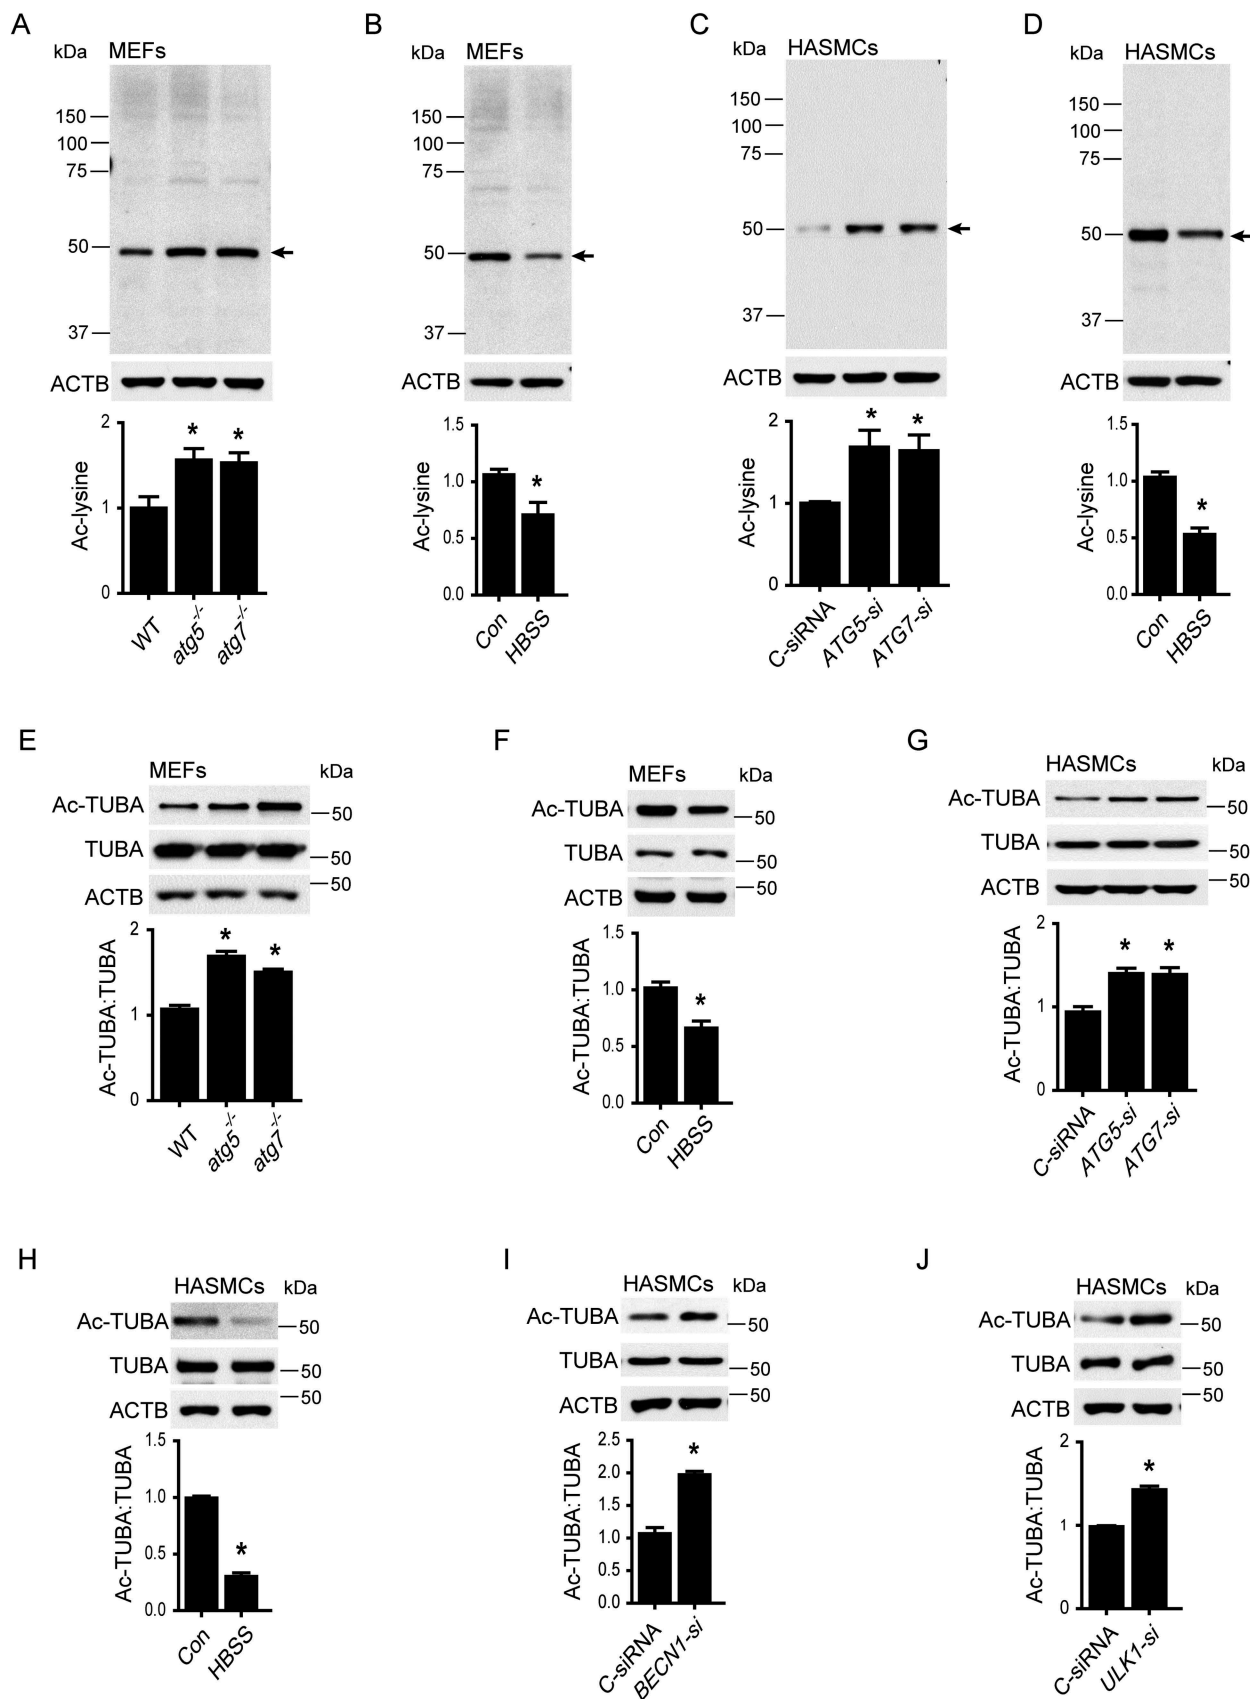 A
kDa MEFs
150
100
75
50
37
ACTB
2
1
0
Ac-lysine
*
*
WT
atg5-/-
atg7-/-
B
kDa MEFs
150
100
75
50
37
ACTB
1.5
1.0
0.5
0.0
Ac-lysine
*
Con
HBSS
C
kDa HASMCs
150
100
75
50
37
ACTB
2
1
0
Ac-lysine
*
*
C-siRNA
ATG5-si
ATG7-si
D
kDa HASMCs
150
100
75
50
37
ACTB
1.5
1.0
0.5
0.0
Ac-lysine
*
Con
HBSS
E
MEFs kDa
Ac-TUBA 50
TUBA 50
ACTB 50
2
1
0
Ac-TUBA:TUBA
*
*
WT
atg5-/-
atg7-/-
F
MEFs kDa
Ac-TUBA 50
TUBA 50
ACTB 50
1.5
1.0
0.5
0.0
Ac-TUBA:TUBA
*
Con
HBSS
G
HASMCs kDa
Ac-TUBA 50
TUBA 50
ACTB 50
2
1
0
Ac-TUBA:TUBA
*
*
C-siRNA
ATG5-si
ATG7-si
H
HASMCs kDa
Ac-TUBA 50
TUBA 50
ACTB 50
1.5
1.0
0.5
0.0
Ac-TUBA:TUBA
*
Con
HBSS
I
HASMCs kDa
Ac-TUBA 50
TUBA 50
ACTB 50
2.5
2.0
1.5
1.0
0.5
0.0
Ac-TUBA:TUBA
*
C-siRNA
BECN1-si
J
HASMCs kDa
Ac-TUBA 50
TUBA 50
ACTB 50
2
1
0
Ac-TUBA:TUBA
*
C-siRNA
ULK1-si